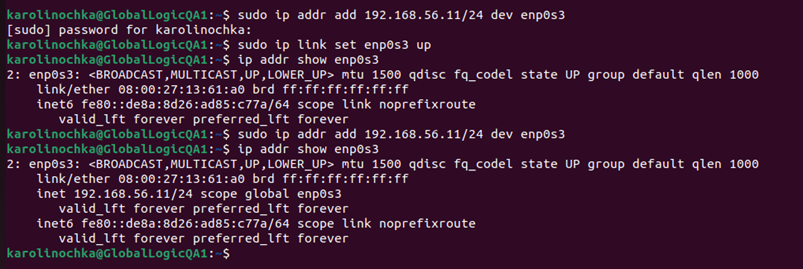 karolinochka@GlobalLogicQA1:~$ sudo ip addr add 192.168.56.11/24 dev enp0s3
[sudo] password for karolinochka:
karolinochka@GlobalLogicQA1:~$ sudo ip link set enp0s3 up
karolinochka@GlobalLogicQA1:~$ ip addr show enp0s3
2: enp0s3: <BROADCAST,MULTICAST,UP,LOWER_UP> mtu 1500 qdisc fq_codel state UP group default qlen 1000
    link/ether 08:00:27:13:61:a0 brd ff:ff:ff:ff:ff:ff
    inet6 fe80::de8a:8d26:ad85:c77a/64 scope link noprefixroute
       valid_lft forever preferred_lft forever
karolinochka@GlobalLogicQA1:~$ sudo ip addr add 192.168.56.11/24 dev enp0s3
karolinochka@GlobalLogicQA1:~$ ip addr show enp0s3
2: enp0s3: <BROADCAST,MULTICAST,UP,LOWER_UP> mtu 1500 qdisc fq_codel state UP group default qlen 1000
    link/ether 08:00:27:13:61:a0 brd ff:ff:ff:ff:ff:ff
    inet 192.168.56.11/24 scope global enp0s3
       valid_lft forever preferred_lft forever
    inet6 fe80::de8a:8d26:ad85:c77a/64 scope link noprefixroute
       valid_lft forever preferred_lft forever
karolinochka@GlobalLogicQA1:~$